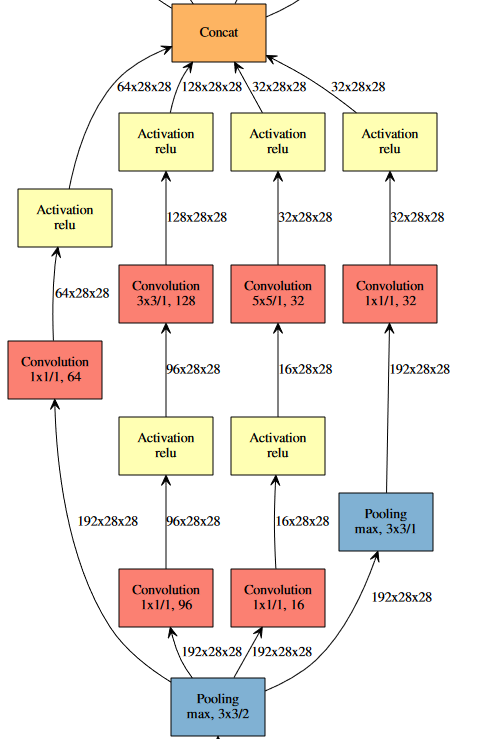 Concat
64x28x28
128x28x28
32x28x28
32x28x28
Activation
relu
Activation
relu
Activation
relu
Activation
relu
128x28x28
32x28x28
32x28x28
64x28x28
Convolution
3x3/1, 128
Convolution
5x5/1, 32
Convolution
1x1/1, 32
Convolution
1x1/1, 64
96x28x28
16x28x28
192x28x28
Activation
relu
Activation
relu
192x28x28
96x28x28
16x28x28
Pooling
max, 3x3/1
Convolution
1x1/1, 96
Convolution
1x1/1, 16
192x28x28
192x28x28
192x28x28
Pooling
max, 3x3/2